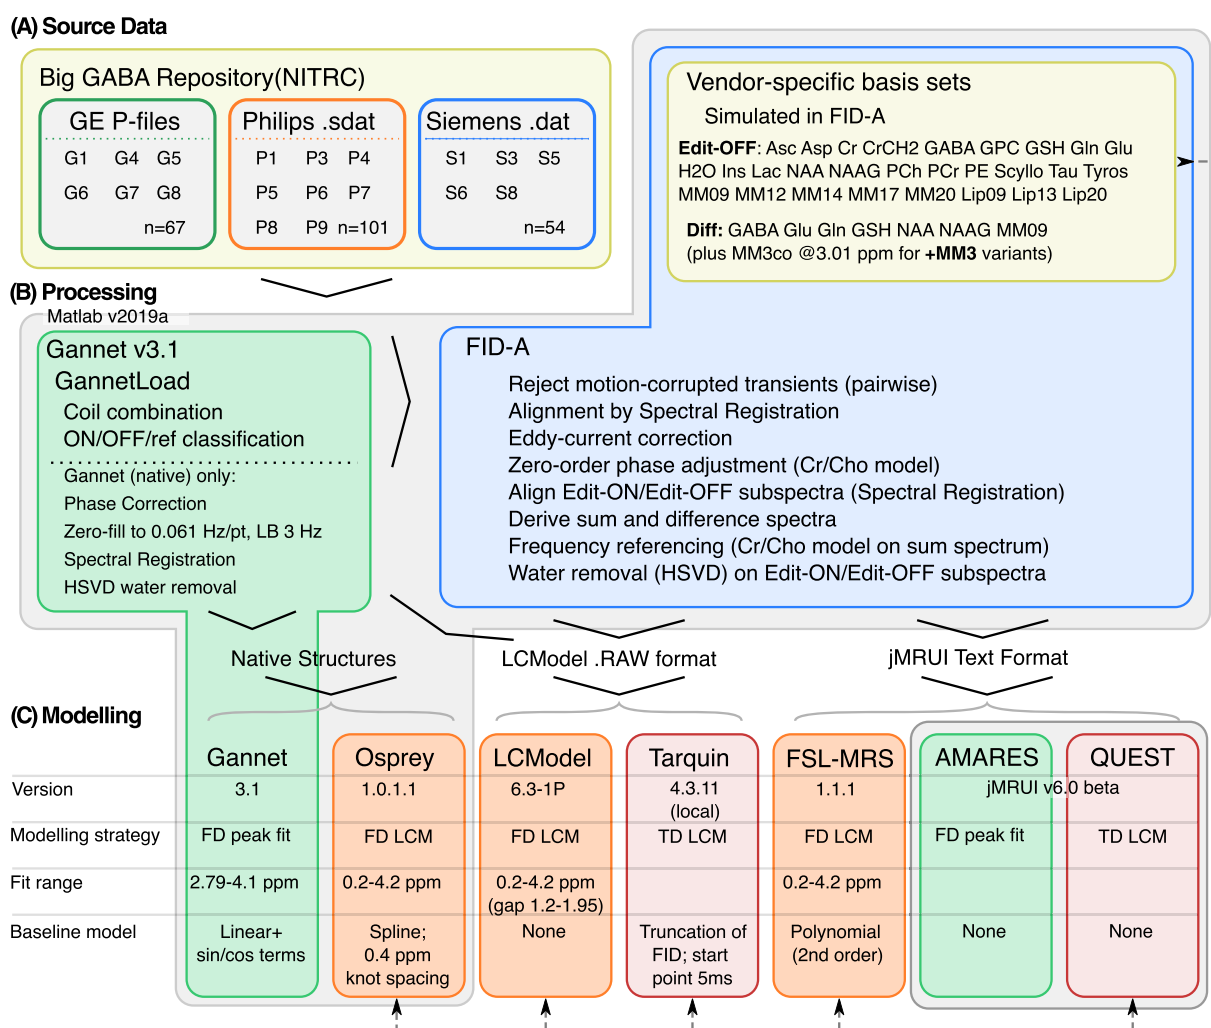 (A) Source Data
Big GABA Repository(NITRC)
GE P-files
G1 G4 G5
G6 G7 G8
n=67
Philips .sdat
P1 P3 P4
P5 P6 P7
P8 P9 n=101
Siemens .dat
S1 S3 S5
S6 S8
n=54
Vendor-specific basis sets
Simulated in FID-A
Edit-OFF: Asc Asp Cr CrCH2 GABA GPC GSH Gln Glu
H2O Ins Lac NAA NAAG PCh PCr PE Scyllo Tau Tyros
MM09 MM12 MM14 MM17 MM20 Lip09 Lip13 Lip20
Diff: GABA Glu Gln GSH NAA NAAG MM09
(plus MM3co @3.01 ppm for +MM3 variants)
(B) Processing
Matlab v2019a
Gannet v3.1
GannetLoad
Coil combination
ON/OFF/ref classification
Gannet (native) only:
Phase Correction
Zero-fill to 0.061 Hz/pt, LB 3 Hz
Spectral Registration
HSVD water removal
FID-A
Reject motion-corrupted transients (pairwise)
Alignment by Spectral Registration
Eddy-current correction
Zero-order phase adjustment (Cr/Cho model)
Align Edit-ON/Edit-OFF subspectra (Spectral Registration)
Derive sum and difference spectra
Frequency referencing (Cr/Cho model on sum spectrum)
Water removal (HSVD) on Edit-ON/Edit-OFF subspectra
Native Structures LCModel .RAW format jMRUI Text Format
(C) Modelling
Gannet Osprey LCModel Tarquin FSL-MRS AMARES QUEST
Version 3.1 1.0.1.1 6.3-1P 4.3.11 1.1.1 jMRUI v6.0 beta
(local)
Modelling strategy FD peak fit FD LCM FD LCM TD LCM FD LCM FD peak fit TD LCM
Fit range 2.79-4.1 ppm 0.2-4.2 ppm 0.2-4.2 ppm 0.2-4.2 ppm
(gap 1.2-1.95)
Baseline model Linear+ Spline; None Truncation of Polynomial None None
sin/cos terms 0.4 ppm FID; start (2nd order)
knot spacing point 5ms